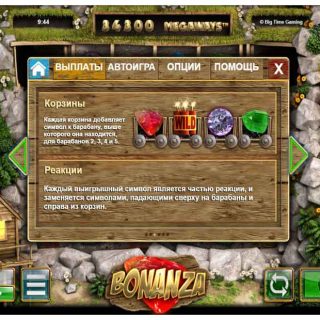 9:44
36300 MEGAWAYS™
© Big Time Gaming
ВЫПЛАТЫ АВТОИГРА ОПЦИИ ПОМОЩЬ X
Корзины
Каждая корзина добавляет
символ к барабану, выше
которого она находится,
для барабанов 2, 3, 4 и 5.
WILD
Реакции
Каждый выигрышный символ является частью реакции, и
заменяется символами, падающими сверху на барабаны и
справа из корзин.
BONANZA